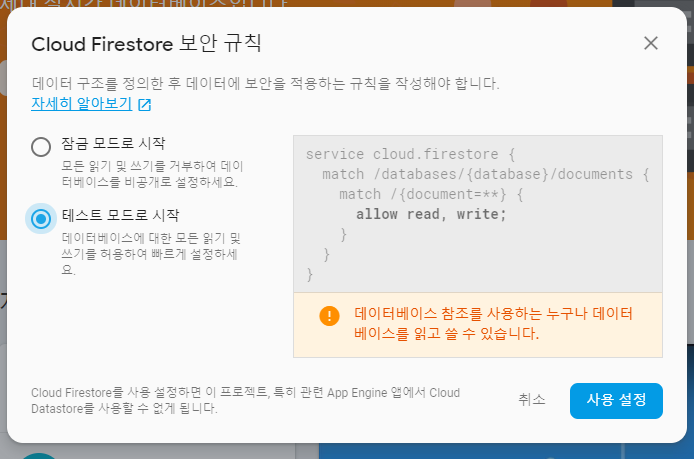 Cloud Firestore 보안 규칙
데이터 구조를 정의한 후 데이터에 보안을 적용하는 규칙을 작성해야 합니다.
자세히 알아보기
잠금 모드로 시작
모든 읽기 및 쓰기를 거부하여 데이
터베이스를 비공개로 설정하세요.
테스트 모드로 시작
데이터베이스에 대한 모든 읽기 및
쓰기를 허용하여 빠르게 설정하세
요.
service cloud.firestore {
match /databases/{database}/documents {
match /{document=**} {
allow read, write;
}
}
}
데이터베이스 참조를 사용하는 누구나 데이터
베이스를 읽고 쓸 수 있습니다.
Cloud Firestore를 사용 설정하면 이 프로젝트, 특히 관련 App Engine 앱에서 Cloud
Datastore를 사용할 수 없게 됩니다.
취소
사용 설정